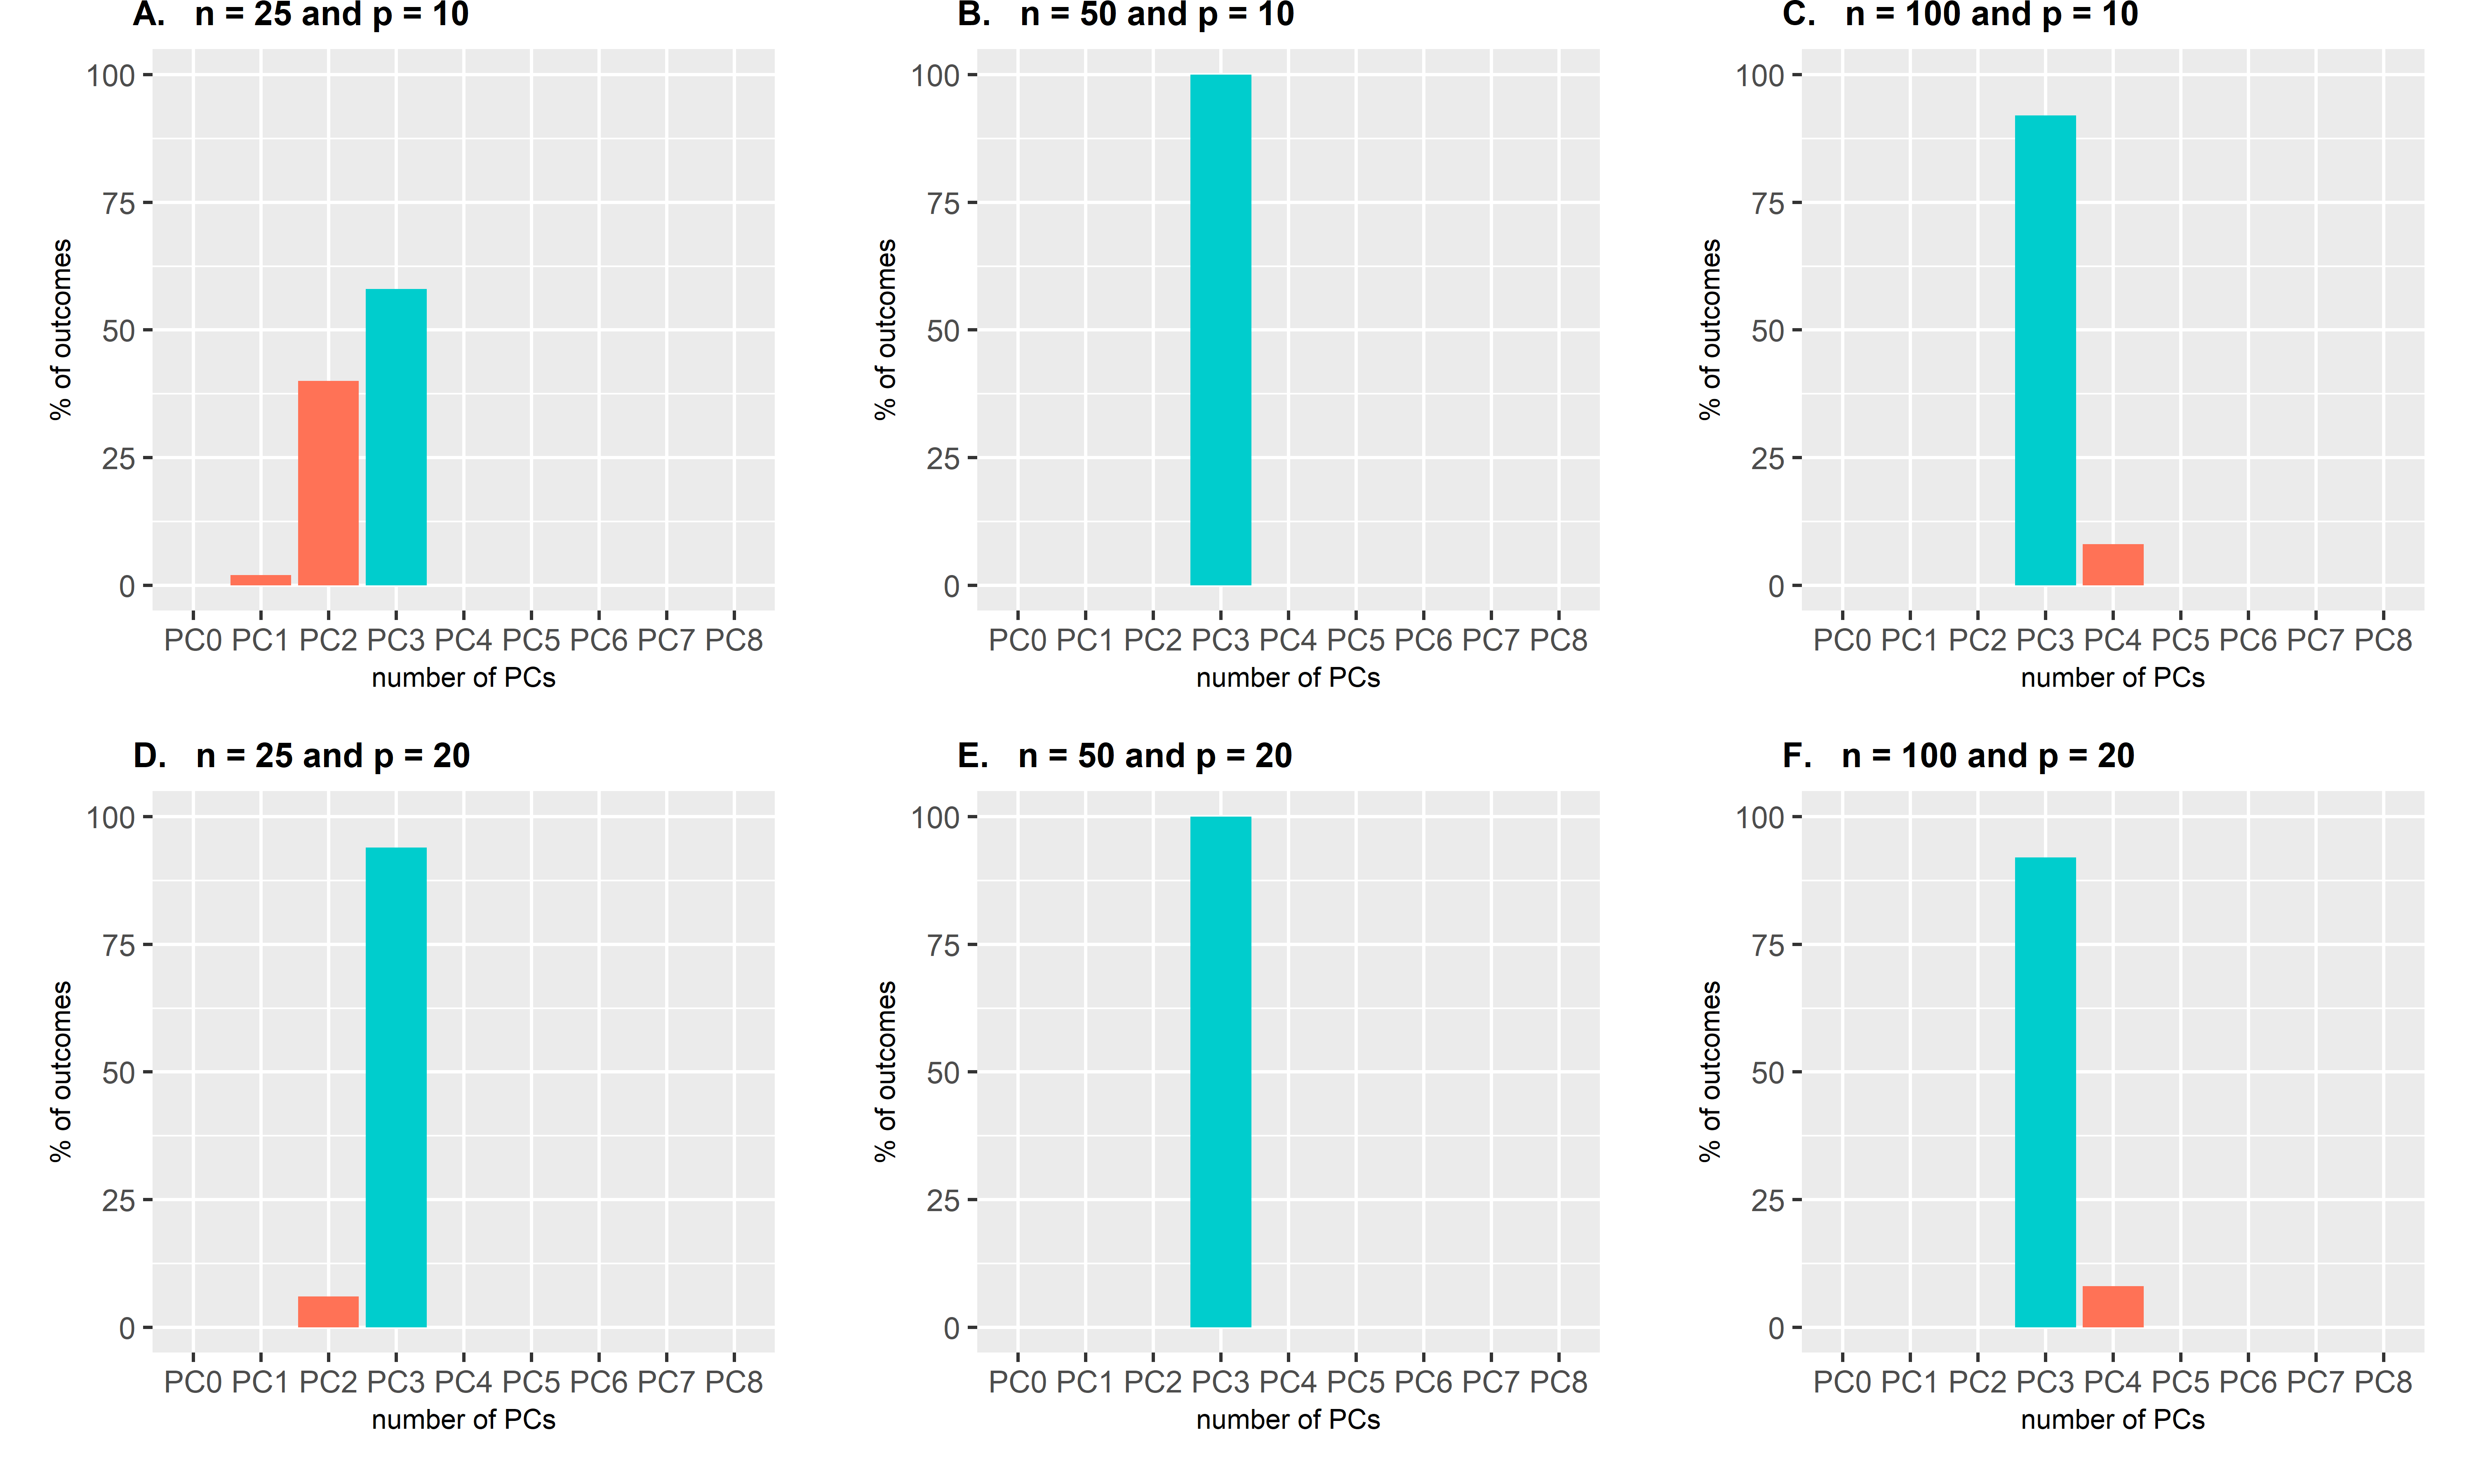 A. n = 25 and p = 10
100
75
50
25
0
% of outcomes
PC0 PC1 PC2 PC3 PC4 PC5 PC6 PC7 PC8
number of PCs
B. n = 50 and p = 10
100
75
50
25
0
% of outcomes
PC0 PC1 PC2 PC3 PC4 PC5 PC6 PC7 PC8
number of PCs
C. n = 100 and p = 10
100
75
50
25
0
% of outcomes
PC0 PC1 PC2 PC3 PC4 PC5 PC6 PC7 PC8
number of PCs
D. n = 25 and p = 20
100
75
50
25
0
% of outcomes
PC0 PC1 PC2 PC3 PC4 PC5 PC6 PC7 PC8
number of PCs
E. n = 50 and p = 20
100
75
50
25
0
% of outcomes
PC0 PC1 PC2 PC3 PC4 PC5 PC6 PC7 PC8
number of PCs
F. n = 100 and p = 20
100
75
50
25
0
% of outcomes
PC0 PC1 PC2 PC3 PC4 PC5 PC6 PC7 PC8
number of PCs